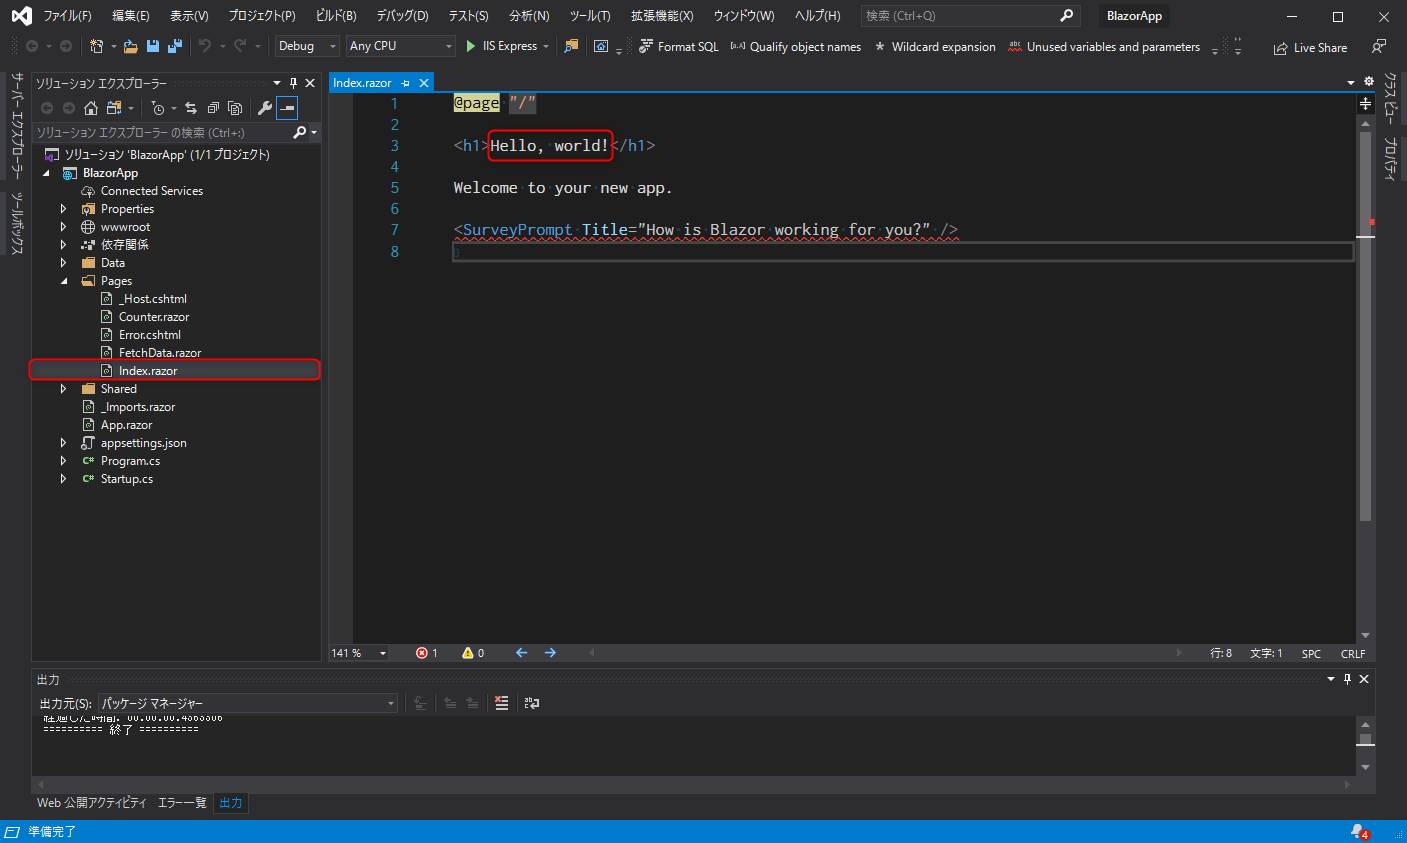 ファイル(F) 編集(E) 表示(V) プロジェクト(P) ビルド(B) デバッグ(D) テスト(S) 分析(N) ツール(T) 拡張機能(X) ウィンドウ(W) ヘルプ(H) 検索 (Ctrl+Q) BlazorApp
Debug Any CPU IIS Express Format SQL [a.A] Qualify object names * Wildcard expansion abc Unused variables and parameters Live Share
サーバー エクスプローラー
ツールボックス
ソリューション エクスプローラー
ソリューション エクスプローラー の検索 (Ctrl+:)
ソリューション 'BlazorApp' (1/1 プロジェクト)
BlazorApp
Connected Services
Properties
wwwroot
依存関係
Data
Pages
_Host.cshtml
Counter.razor
Error.cshtml
FetchData.razor
Index.razor
Shared
_Imports.razor
App.razor
appsettings.json
C# Program.cs
C# Startup.cs
Index.razor
1 @page "/"
2
3 <h1>Hello, world!</h1>
4
5 Welcome to your new app.
6
7 <SurveyPrompt Title="How is Blazor working for you?" />
8
141 % 1 0 行: 8 文字: 1 SPC CRLF
クラス ビュー
プロパティ
出力
出力元(S): パッケージ マネージャー
経過した時間: 00:00:00.4363306
========== 終了 ==========
Web 公開アクティビティ エラー一覧 出力
準備完了 4